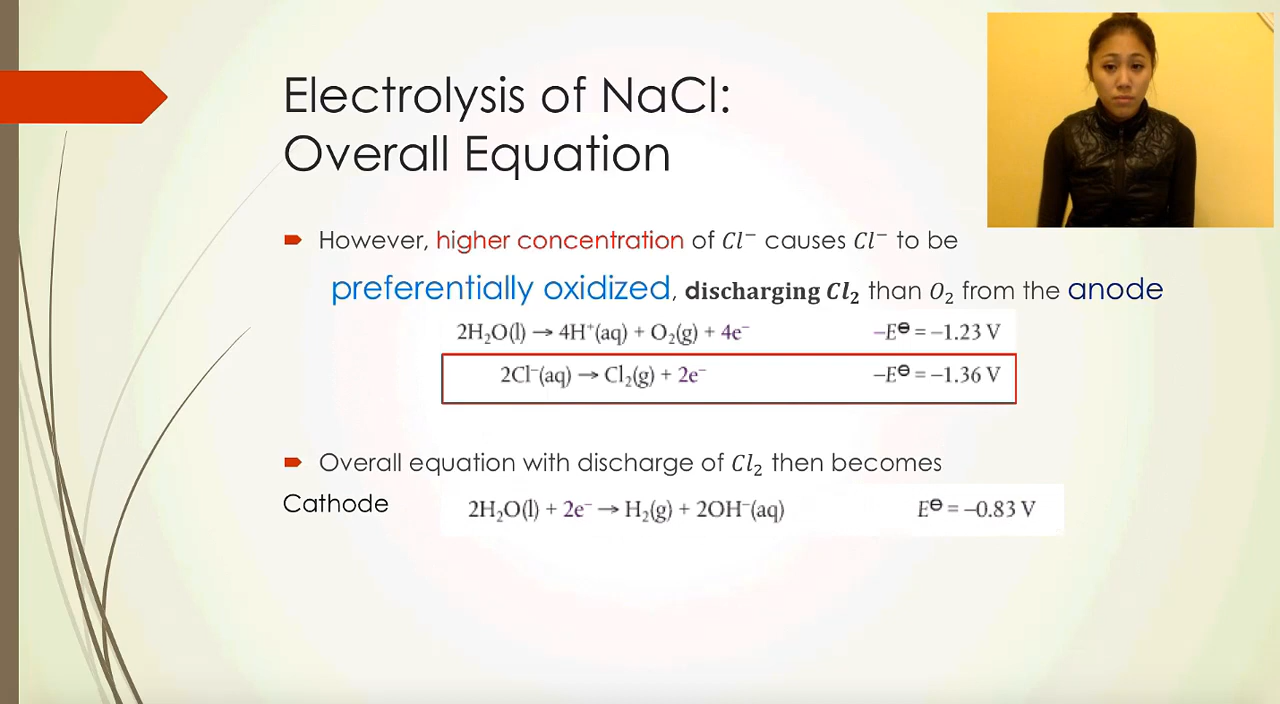 Electrolysis of NaCl:
Overall Equation
However, higher concentration of Cl⁻ causes Cl⁻ to be
preferentially oxidized, discharging Cl₂ than O₂ from the anode
2H₂O(l) → 4H⁺(aq) + O₂(g) + 4e⁻ –E⊖ = –1.23 V
2Cl⁻(aq) → Cl₂(g) + 2e⁻ –E⊖ = –1.36 V
Overall equation with discharge of Cl₂ then becomes
Cathode 2H₂O(l) + 2e⁻ → H₂(g) + 2OH⁻(aq) E⊖ = –0.83 V